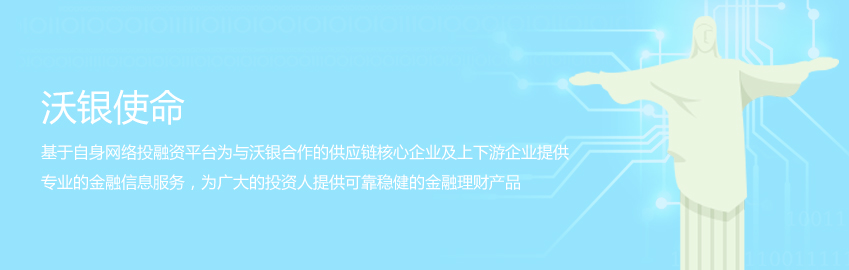 沃银使命
基于自身网络投融资平台为与沃银合作的供应链核心企业及上下游企业提供
专业的金融信息服务，为广大的投资人提供可靠稳健的金融理财产品